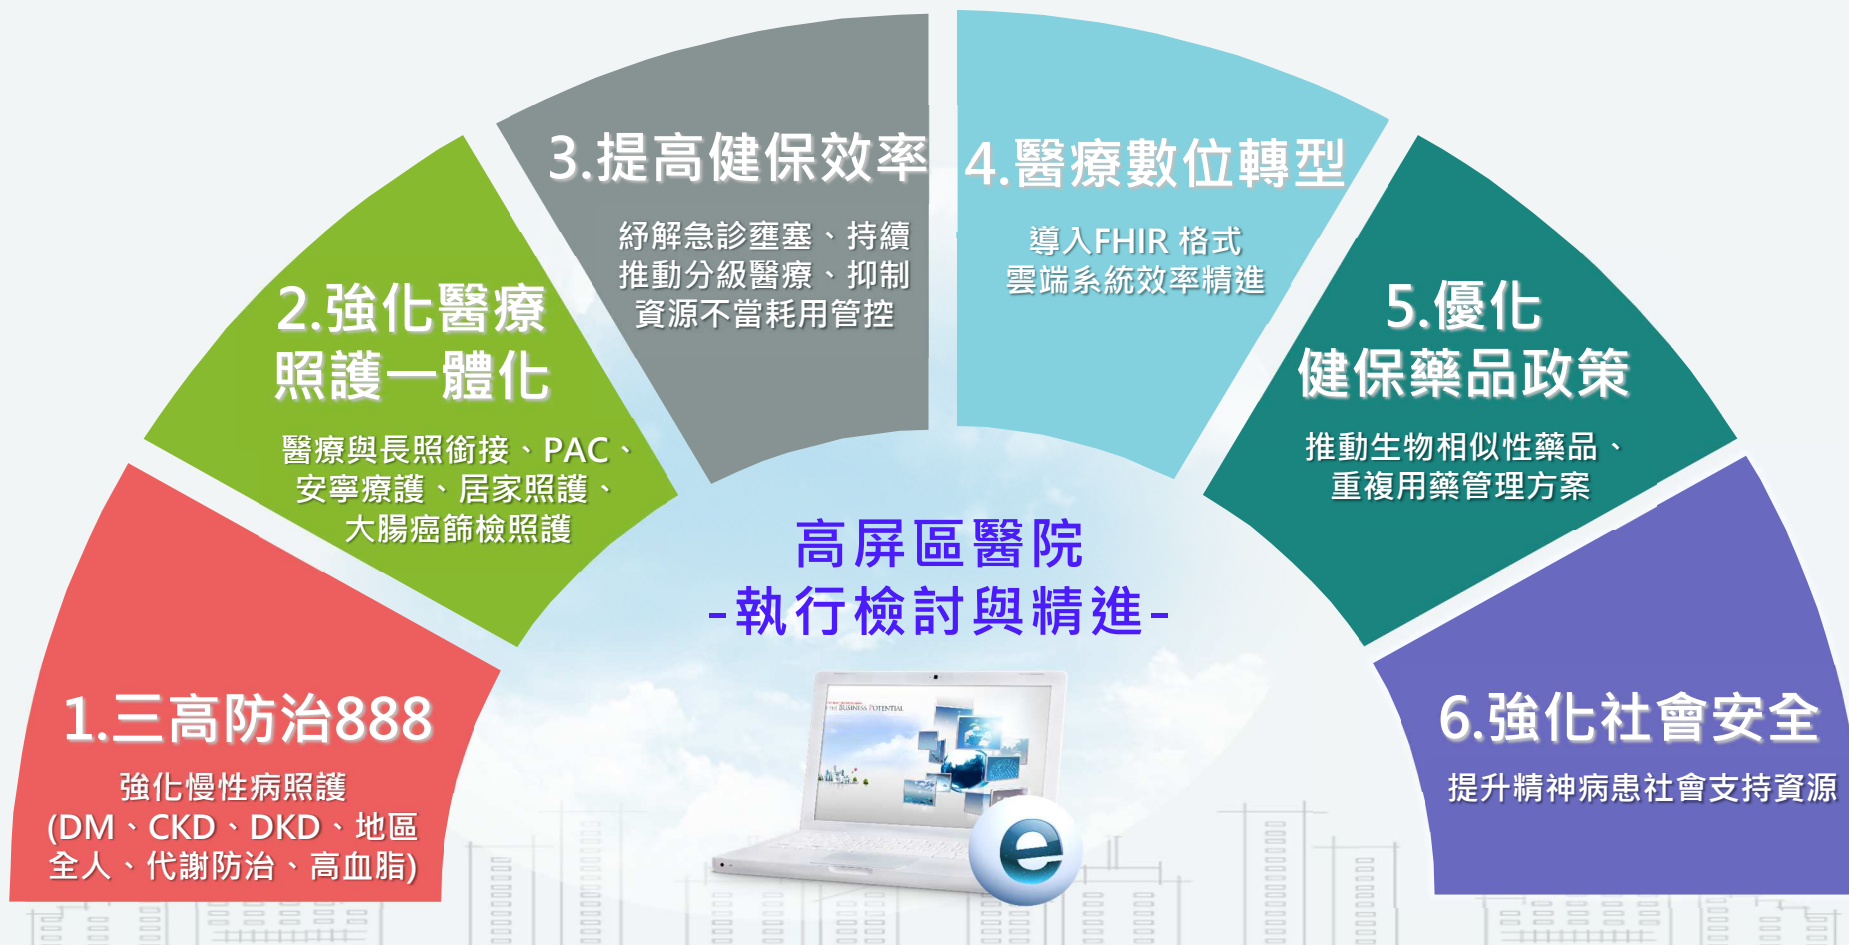 1.三高防治888
強化慢性病照護
(DM、CKD、DKD、地區
全人、代謝防治、高血脂)
2.強化醫療
照護一體化
醫療與長照銜接、PAC、
安寧療護、居家照護、
大腸癌篩檢照護
3.提高健保效率
紓解急診壅塞、持續
推動分級醫療、抑制
資源不當耗用管控
4.醫療數位轉型
導入FHIR 格式
雲端系統效率精進
5.優化
健保藥品政策
推動生物相似性藥品、
重複用藥管理方案
6.強化社會安全
提升精神病患社會支持資源
高屏區醫院
-執行檢討與精進-
BUSINESS POTENTIAL
e